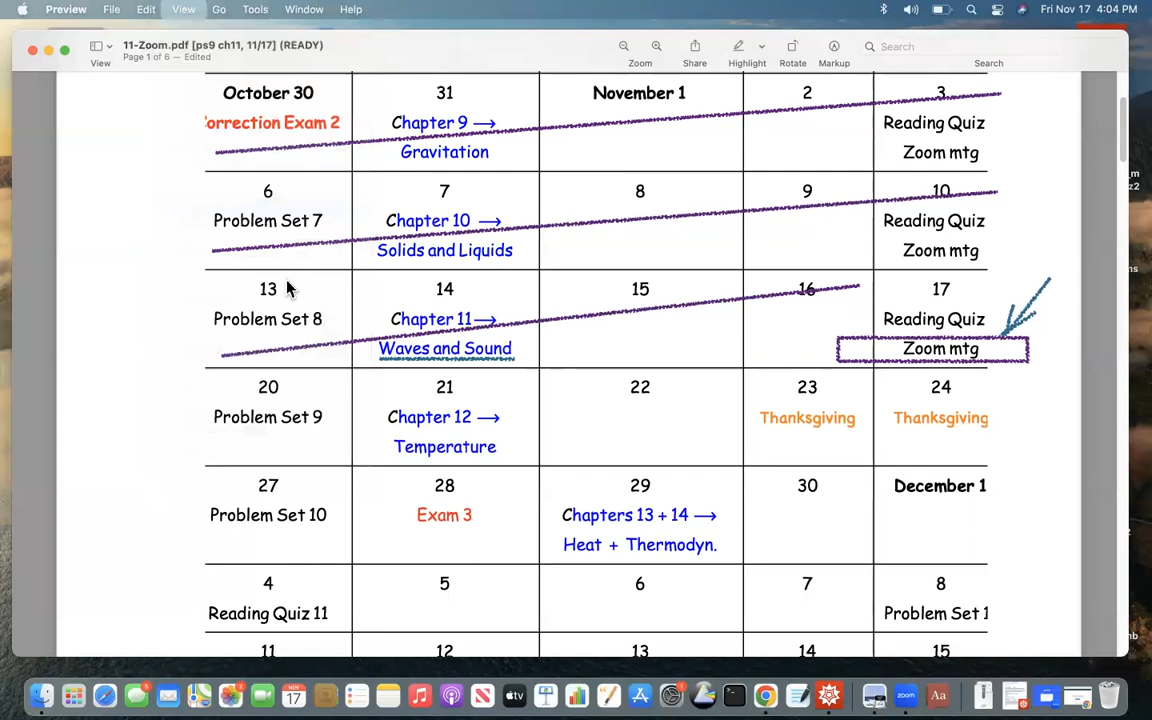 Preview File Edit View Go Tools Window Help Fri Nov 17 4:04 PM
11-Zoom.pdf [ps9 ch11, 11/17] (READY)
Page 1 of 6 – Edited
Search
View Zoom Share Highlight Rotate Markup Search
October 30 31 November 1 2 3
orrection Exam 2 Chapter 9 → Reading Quiz
Gravitation Zoom mtg
6 7 8 9 10
Problem Set 7 Chapter 10 → Reading Quiz
Solids and Liquids Zoom mtg
13 14 15 16 17
Problem Set 8 Chapter 11 → Reading Quiz
Waves and Sound Zoom mtg
20 21 22 23 24
Problem Set 9 Chapter 12 → Thanksgiving Thanksgiving
Temperature
27 28 29 30 December 1
Problem Set 10 Exam 3 Chapters 13 + 14 →
Heat + Thermodyn.
4 5 6 7 8
Reading Quiz 11 Problem Set 1
11 12 13 14 15
NOV
17
tv
Aa
zoom